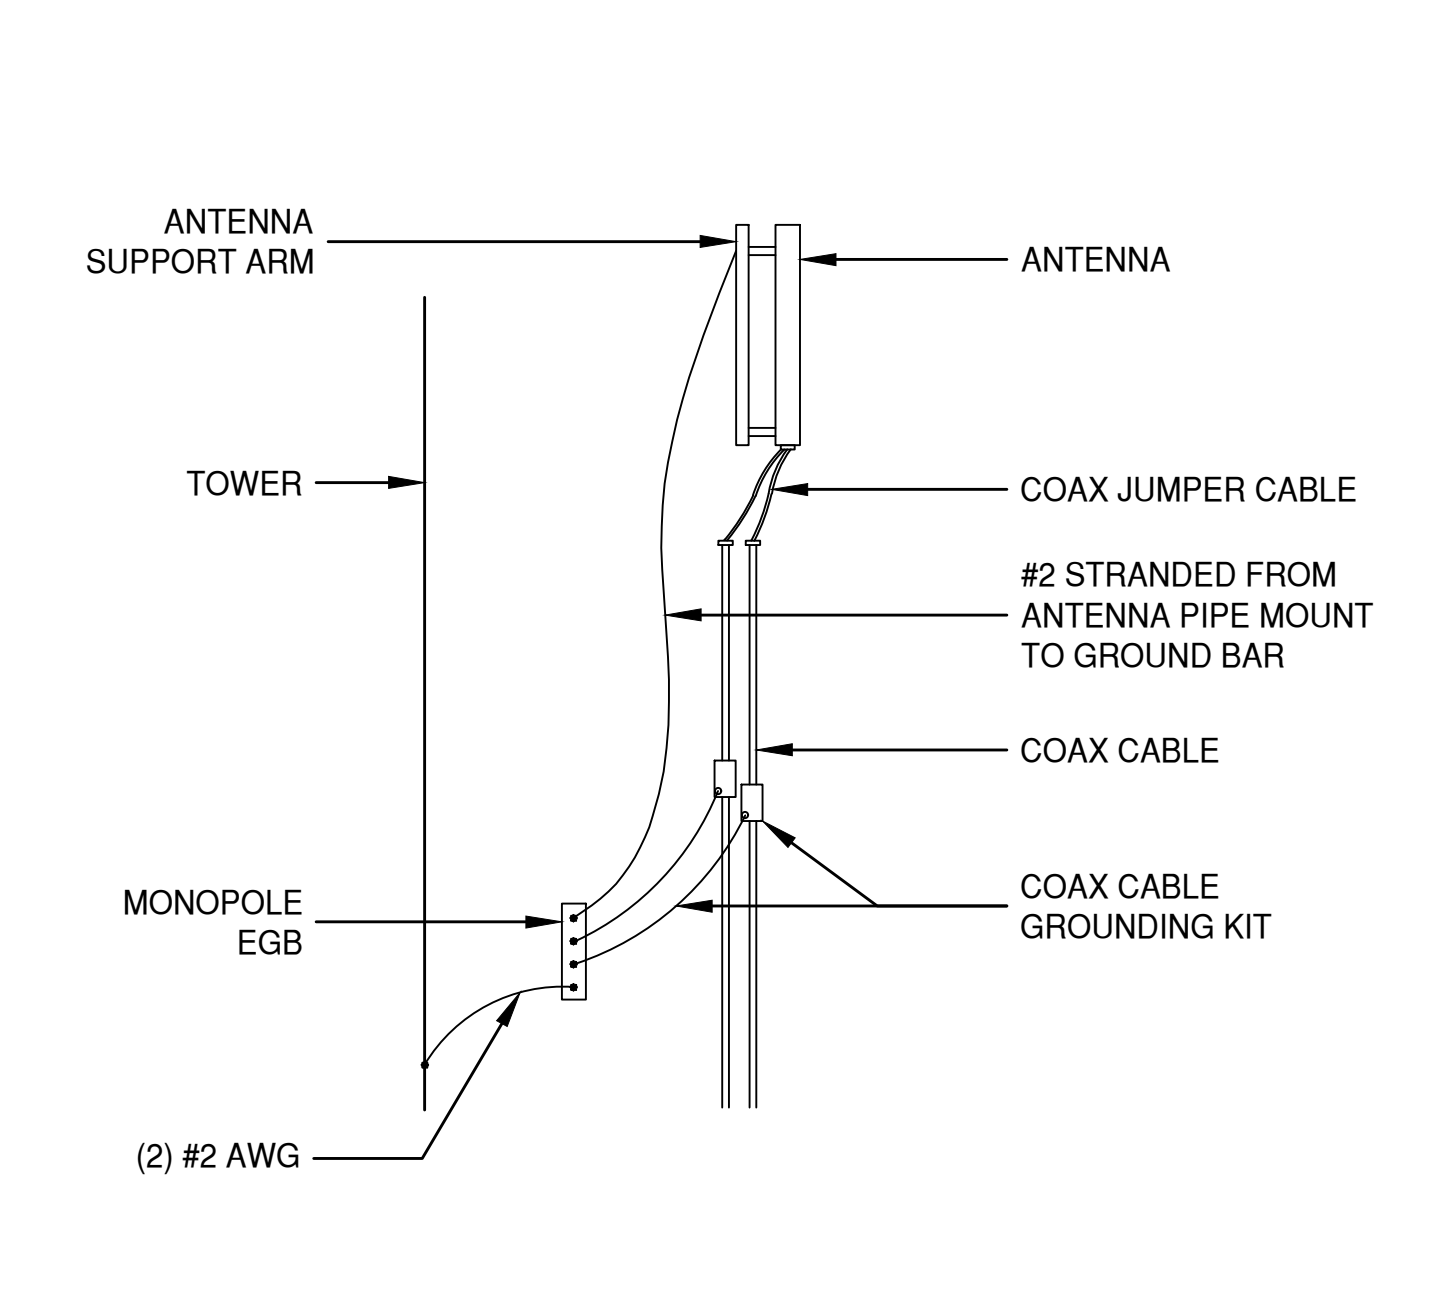 ANTENNA
SUPPORT ARM
ANTENNA
TOWER
COAX JUMPER CABLE
#2 STRANDED FROM
ANTENNA PIPE MOUNT
TO GROUND BAR
COAX CABLE
MONOPOLE
EGB
COAX CABLE
GROUNDING KIT
(2) #2 AWG